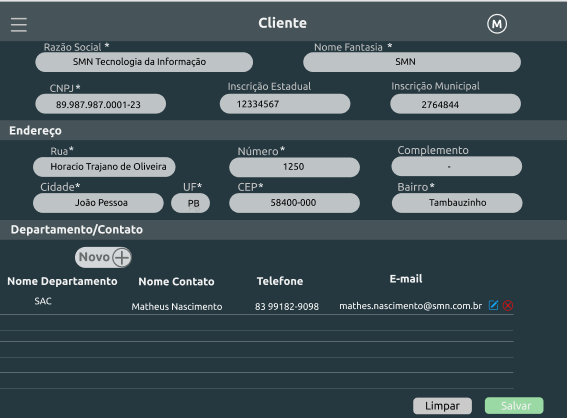 Cliente
M
Razão Social * Nome Fantasia *
SMN Tecnologia da Informação SMN
CNPJ * Inscrição Estadual Inscrição Municipal
89.987.987.0001-23 12334567 2764844
Endereço
Rua* Número* Complemento
Horacio Trajano de Oliveira 1250 -
Cidade* UF* CEP* Bairro*
João Pessoa PB 58400-000 Tambauzinho
Departamento/Contato
Novo
Nome Departamento Nome Contato Telefone E-mail
SAC Matheus Nascimento 83 99182-9098 mathes.nascimento@smn.com.br
Limpar Salvar